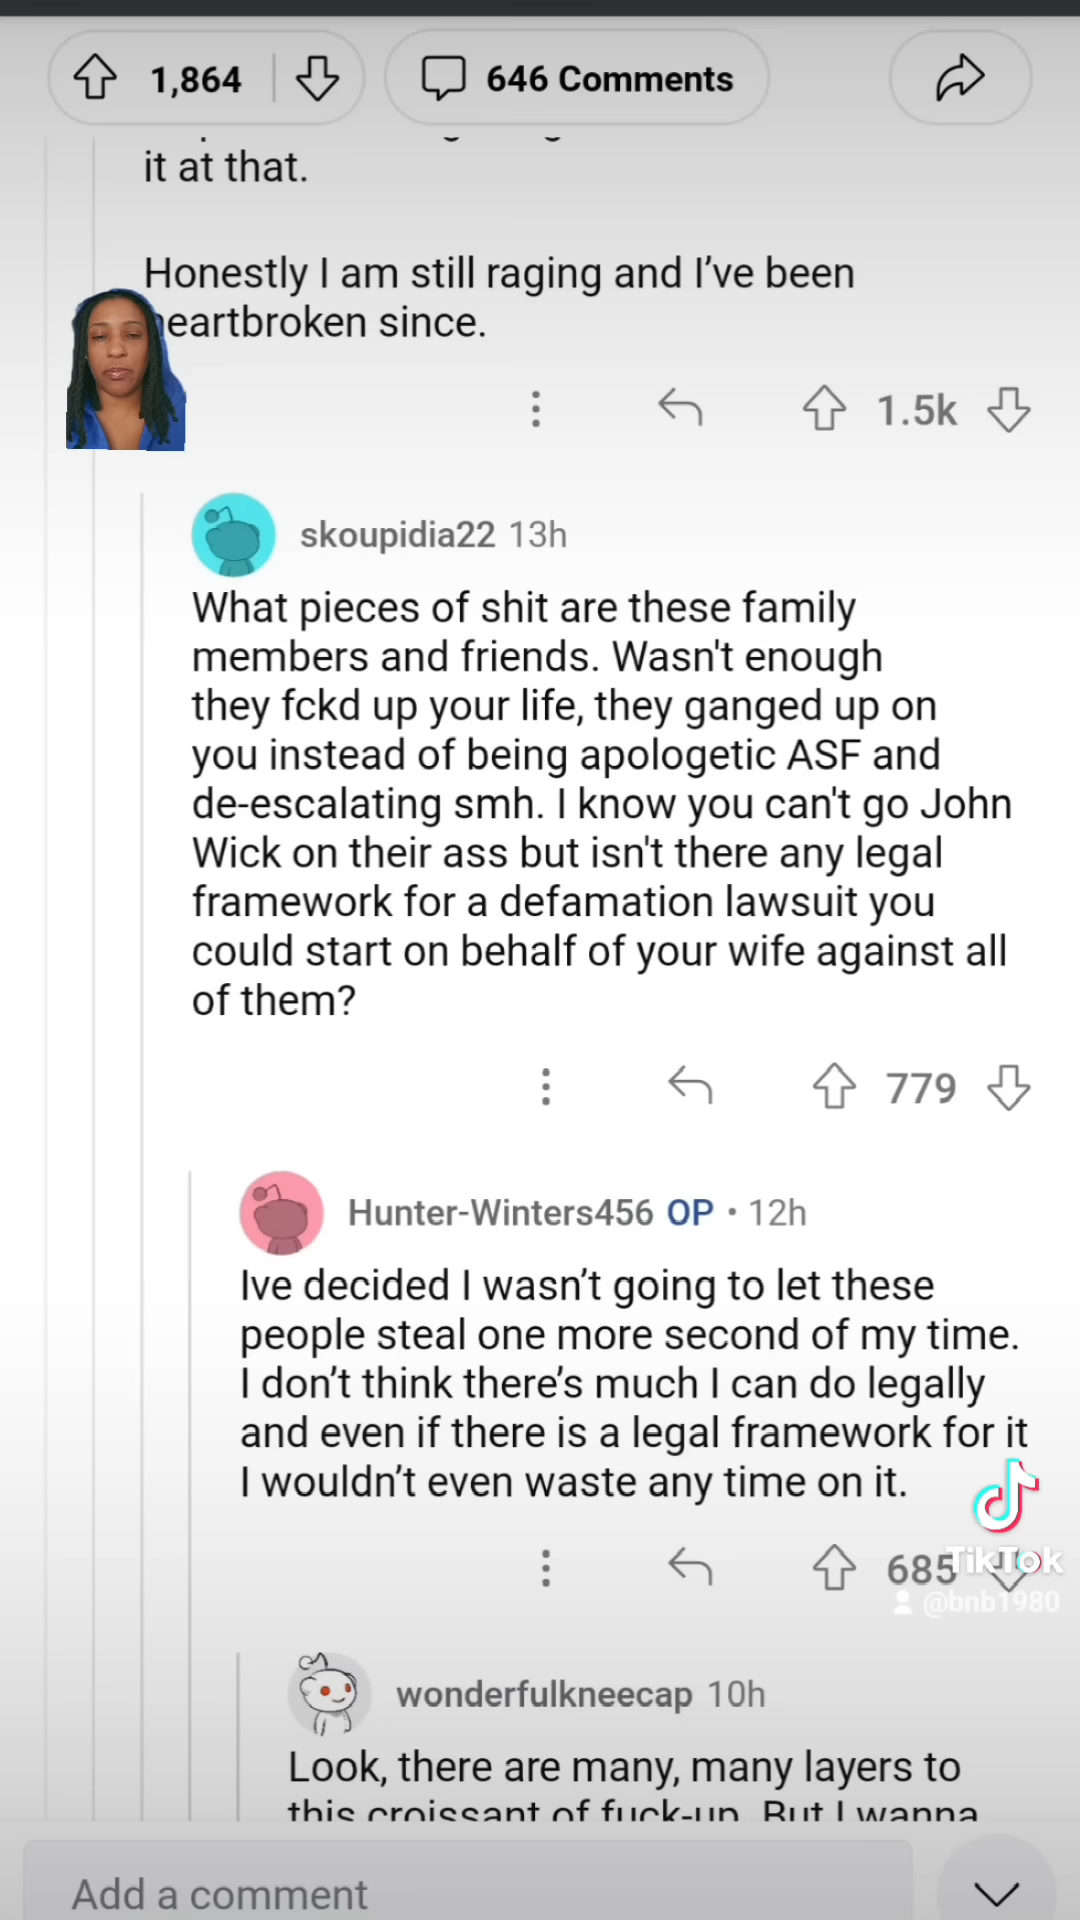 1,864
646 Comments
it at that.
Honestly I am still raging and I've been
eartbroken since.
1.5k
skoupidia22 13h
What pieces of shit are these family
members and friends. Wasn't enough
they fckd up your life, they ganged up on
you instead of being apologetic ASF and
de-escalating smh. I know you can't go John
Wick on their ass but isn't there any legal
framework for a defamation lawsuit you
could start on behalf of your wife against all
of them?
779
Hunter-Winters456 OP • 12h
Ive decided I wasn't going to let these
people steal one more second of my time.
I don't think there's much I can do legally
and even if there is a legal framework for it
I wouldn't even waste any time on it.
685
TikTok
@bnb1980
wonderfulkneecap 10h
Look, there are many, many layers to
this croissant of fuck-up. But I wanna
Add a comment